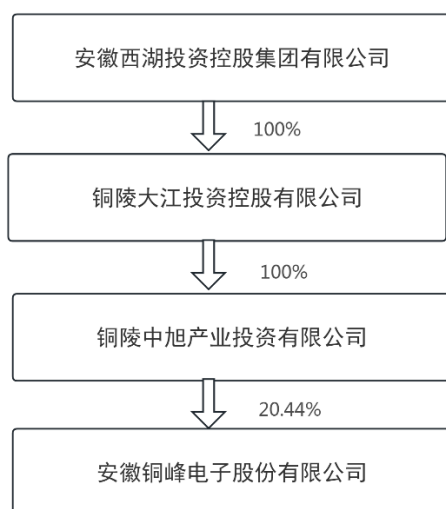 安徽西湖投资控股集团有限公司
100%
铜陵大江投资控股有限公司
100%
铜陵中旭产业投资有限公司
20.44%
安徽铜峰电子股份有限公司